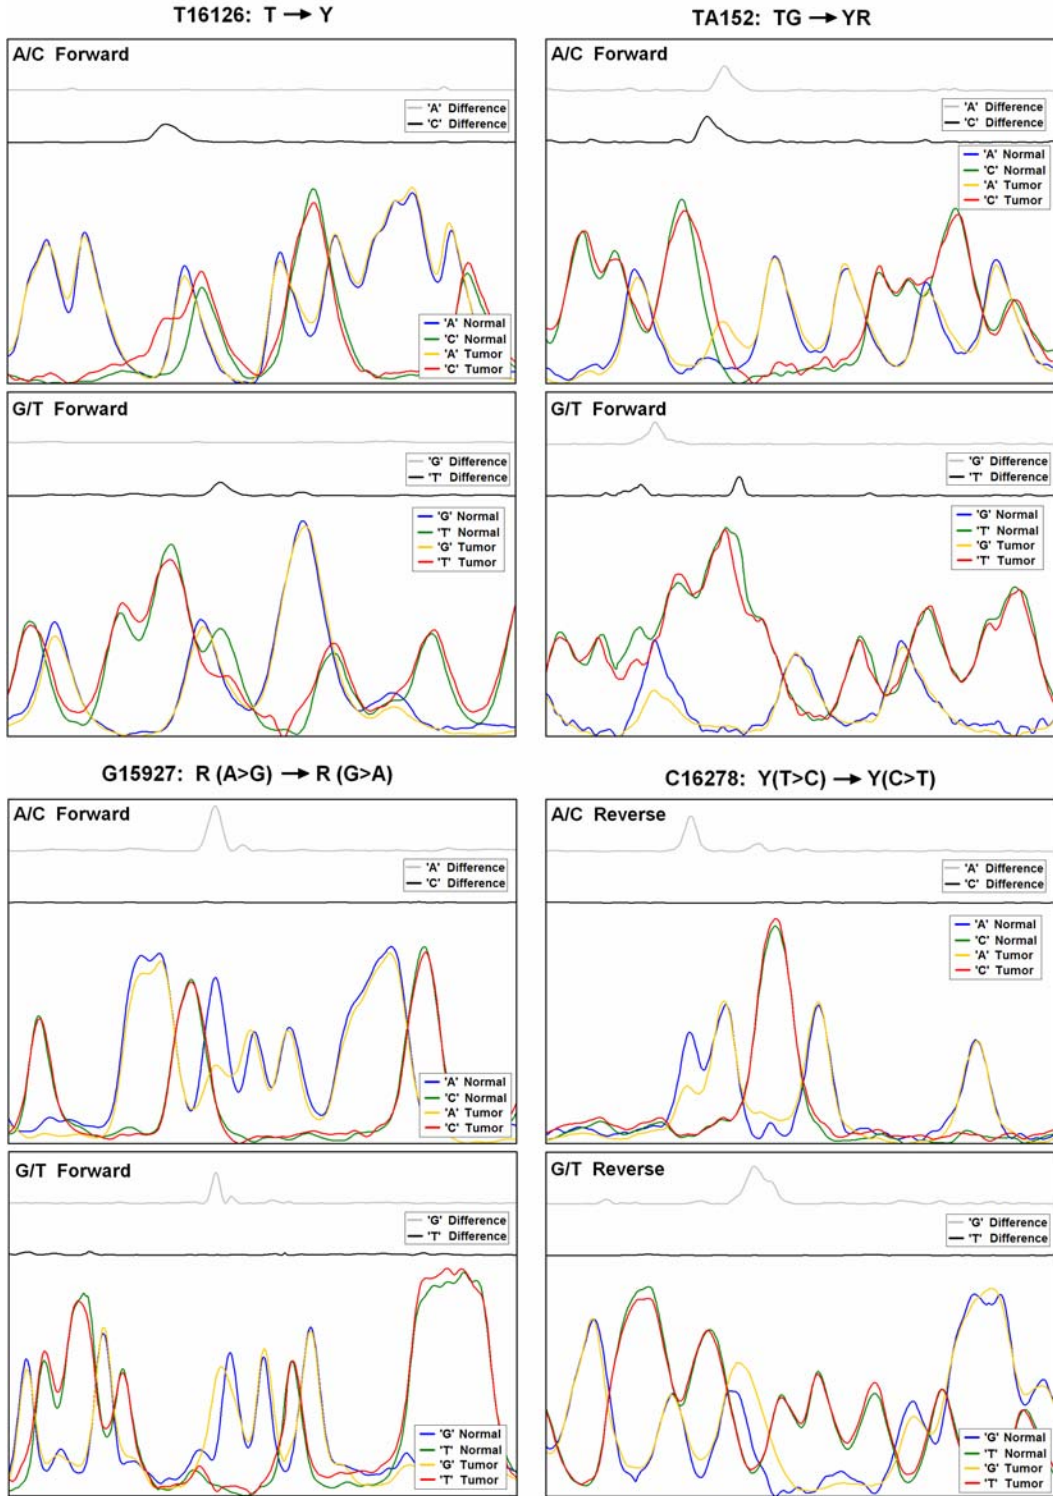 T16126: T → Y
A/C Forward
'A' Difference
'C' Difference
'A' Normal
'C' Normal
'A' Tumor
'C' Tumor
G/T Forward
'G' Difference
'T' Difference
'G' Normal
'T' Normal
'G' Tumor
'T' Tumor
TA152: TG → YR
A/C Forward
'A' Difference
'C' Difference
'A' Normal
'C' Normal
'A' Tumor
'C' Tumor
G/T Forward
'G' Difference
'T' Difference
'G' Normal
'T' Normal
'G' Tumor
'T' Tumor
G15927: R (A>G) → R (G>A)
A/C Forward
'A' Difference
'C' Difference
'A' Normal
'C' Normal
'A' Tumor
'C' Tumor
G/T Forward
'G' Difference
'T' Difference
'G' Normal
'T' Normal
'G' Tumor
'T' Tumor
C16278: Y(T>C) → Y(C>T)
A/C Reverse
'A' Difference
'C' Difference
'A' Normal
'C' Normal
'A' Tumor
'C' Tumor
G/T Reverse
'G' Difference
'T' Difference
'G' Normal
'T' Normal
'G' Tumor
'T' Tumor